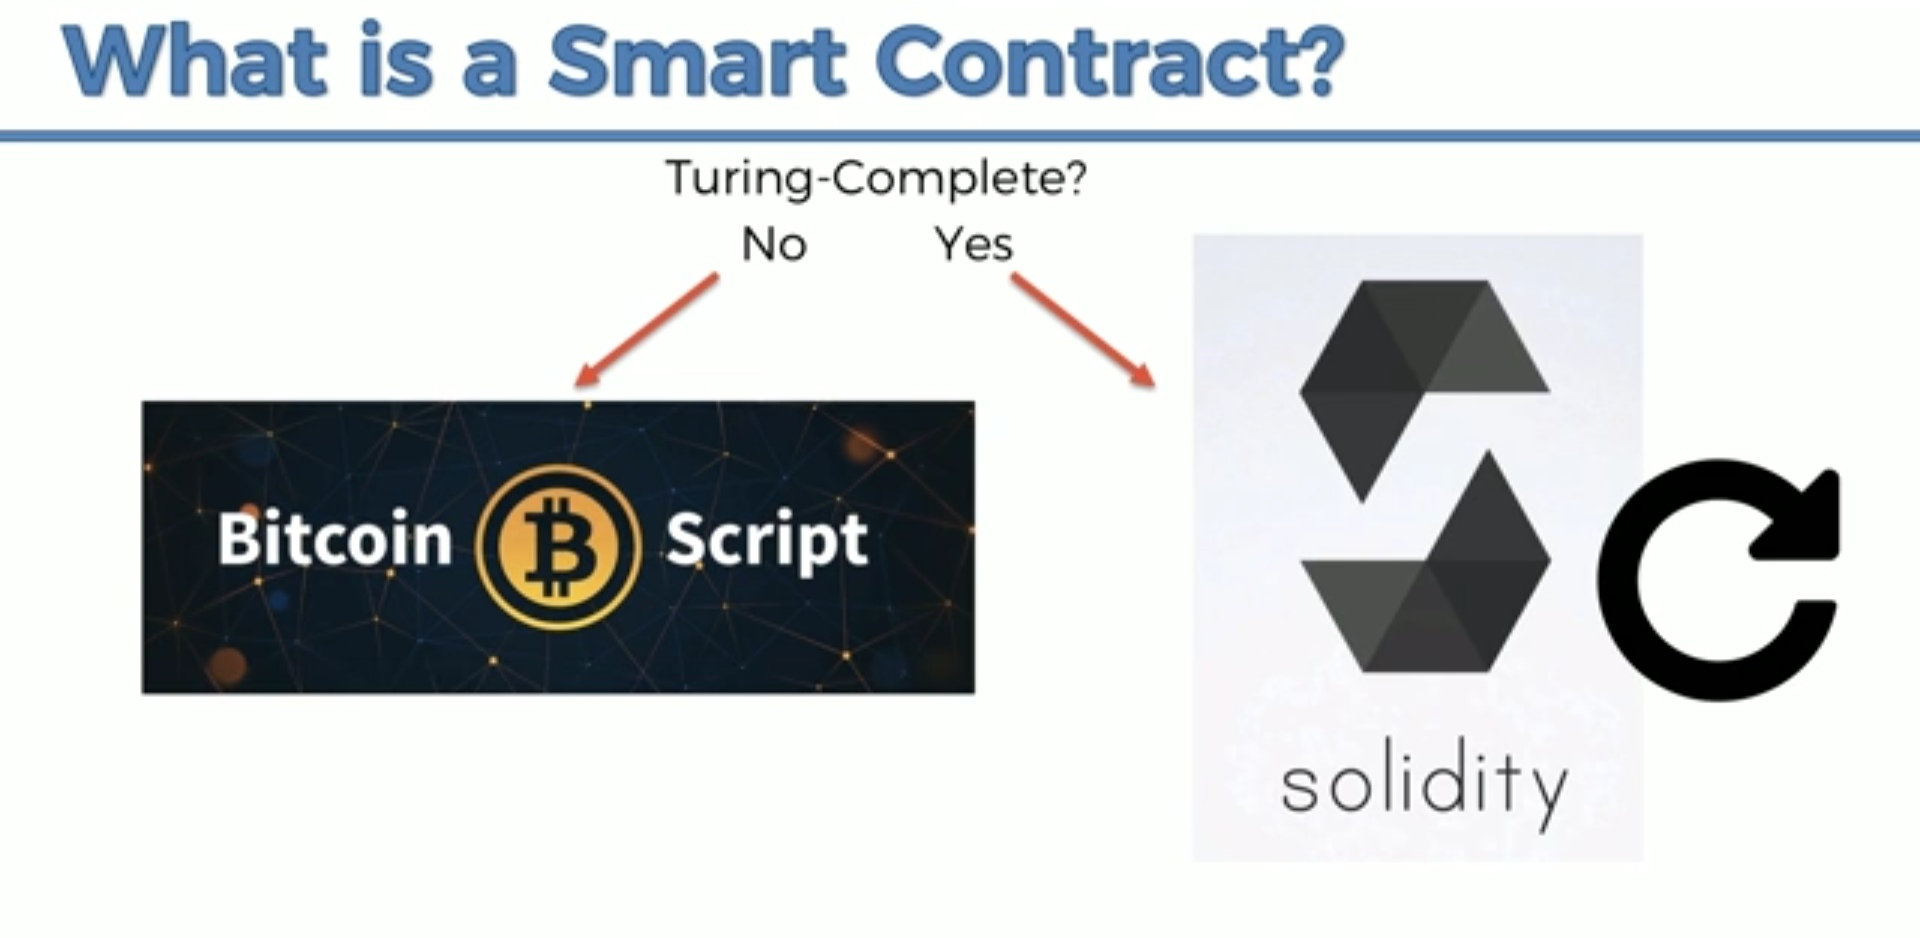 What is a Smart Contract?
Turing-Complete?
No Yes
Bitcoin Script
solidity